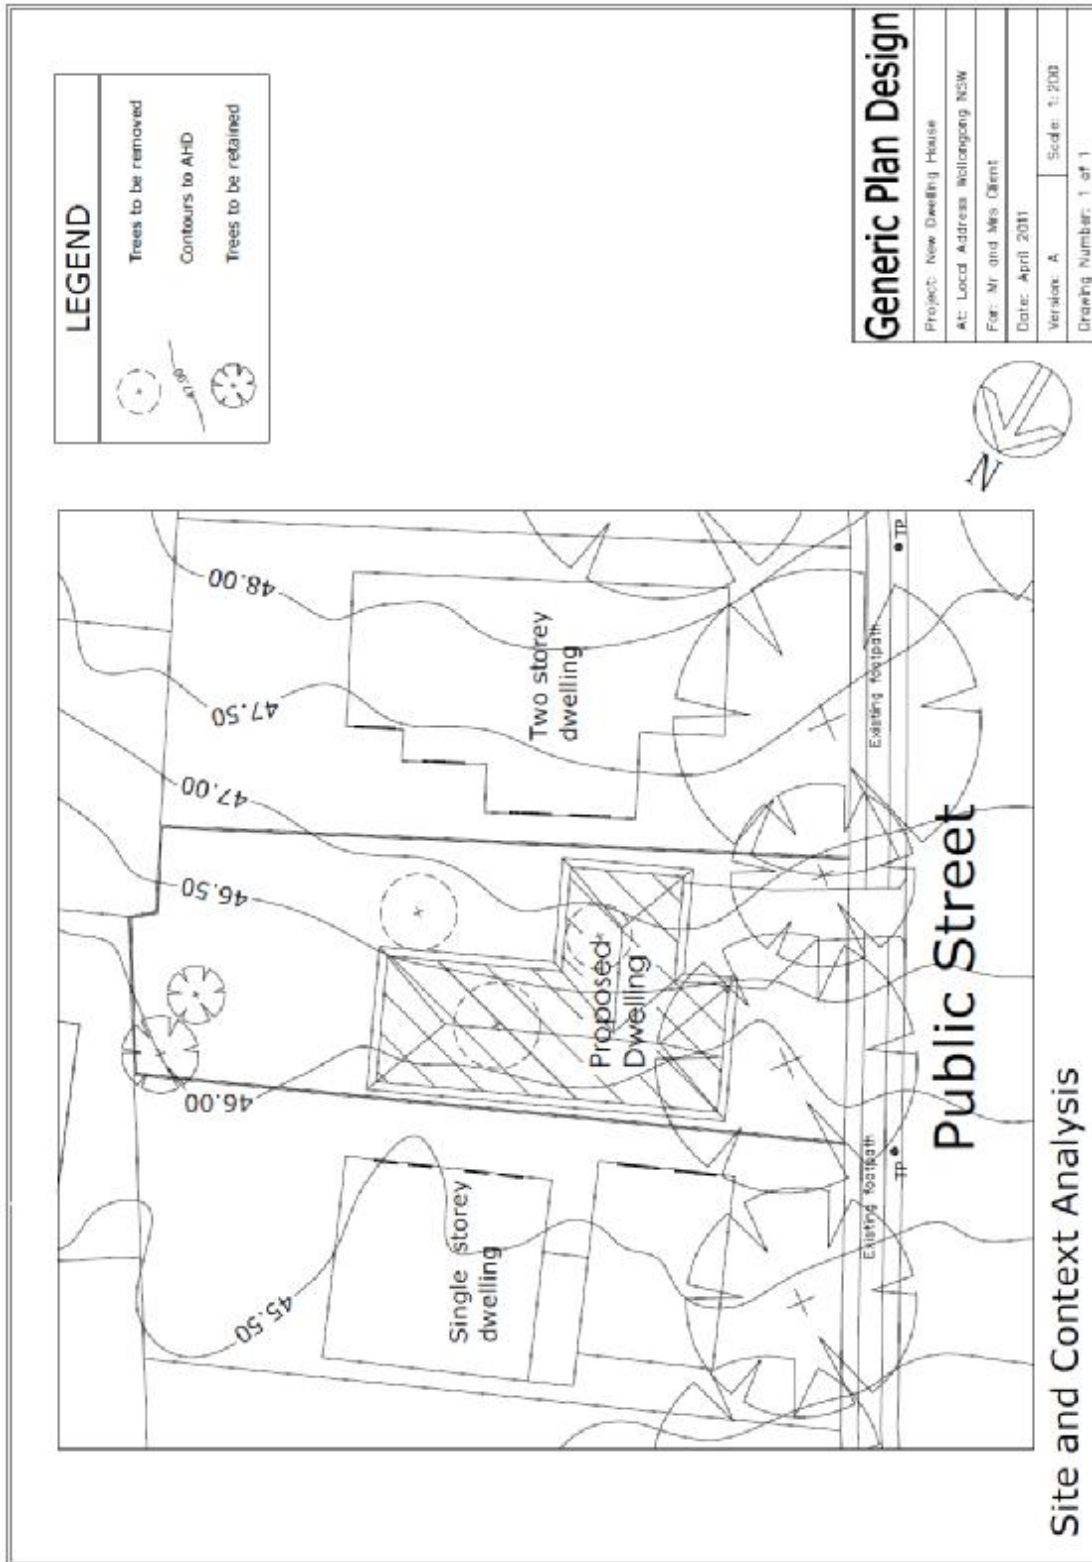 LEGEND
Trees to be removed
47.00
Contours to AHD
Trees to be retained
45.50
46.00
46.50
47.00
47.50
48.00
Single storey
dwelling
Proposed
Dwelling
Two storey
dwelling
Existing footpath
Existing footpath
TP
TP
Public Street
N
Site and Context Analysis
Generic Plan Design
Project: New Dwelling House
At: Local Address Wollongong NSW
For: Mr and Mrs Client
Date: April 2011
Version: A
Scale: 1:200
Drawing Number: 1 of 1